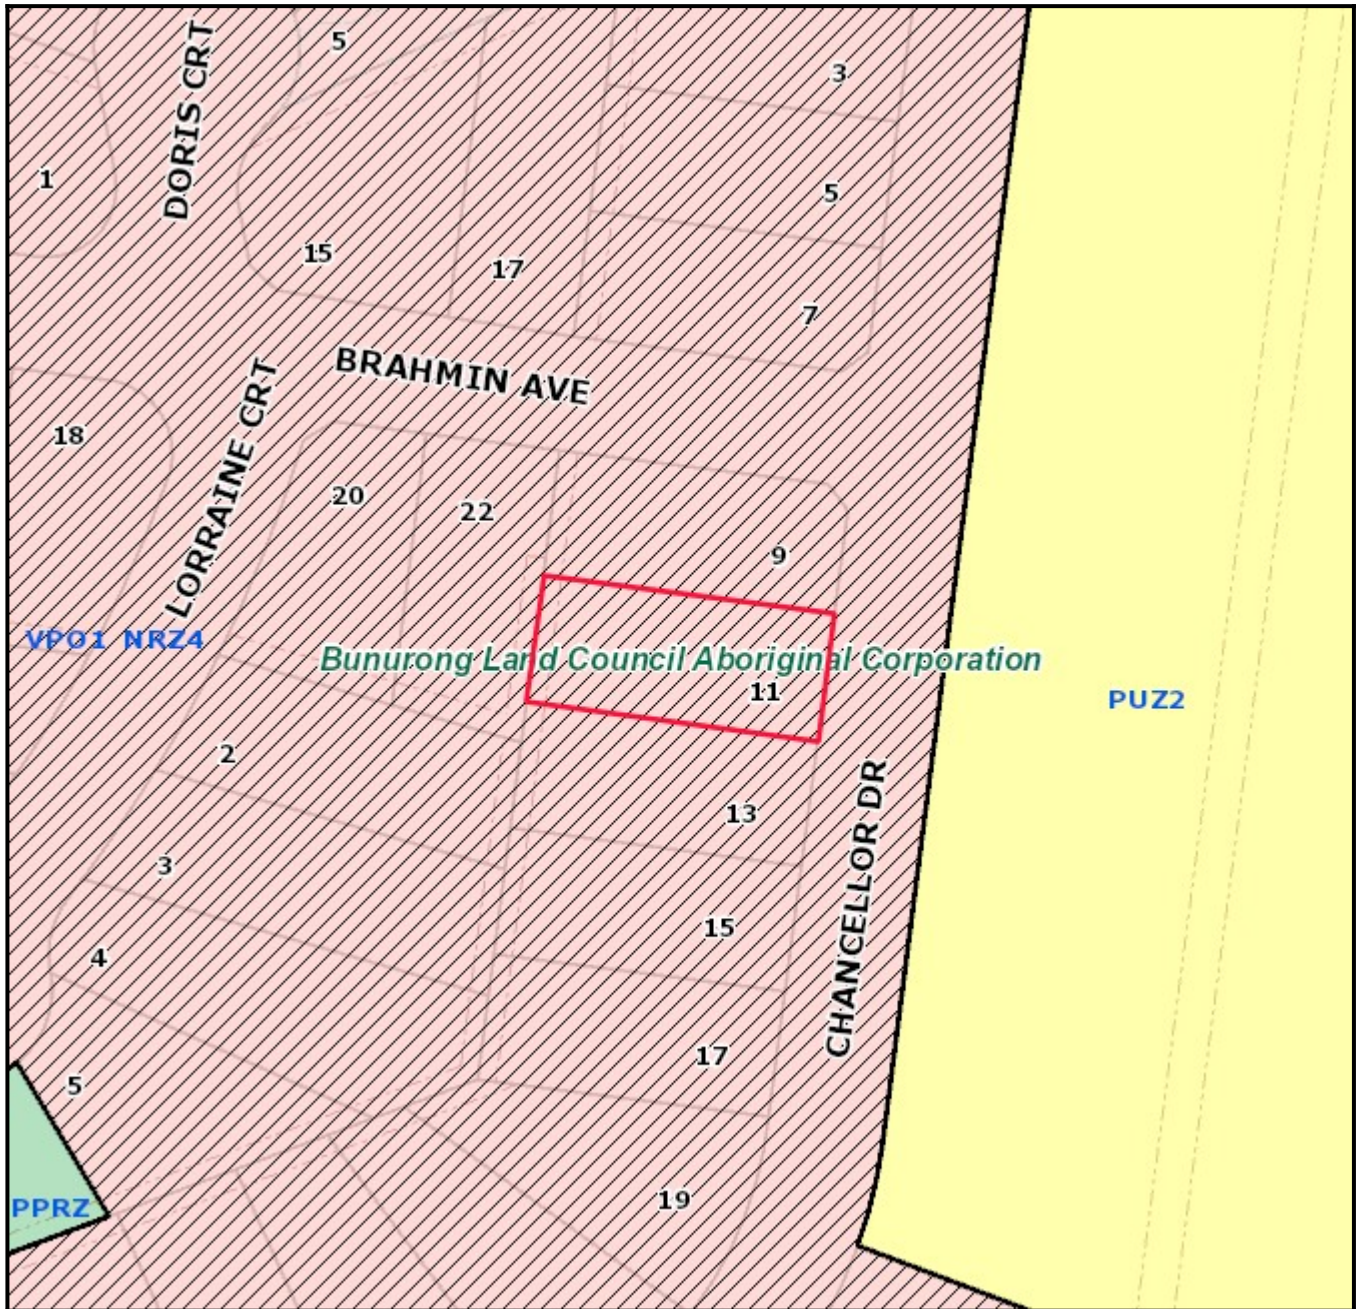 5
3
DORIS CRT
1
5
15
17
7
BRAHMIN AVE
LORRAINE CRT
18
20
22
9
VPO1 NRZ4
Bunurong Land Council Aboriginal Corporation
11
PUZ2
2
13
CHANCELLOR DR
3
15
4
17
5
19
PPRZ